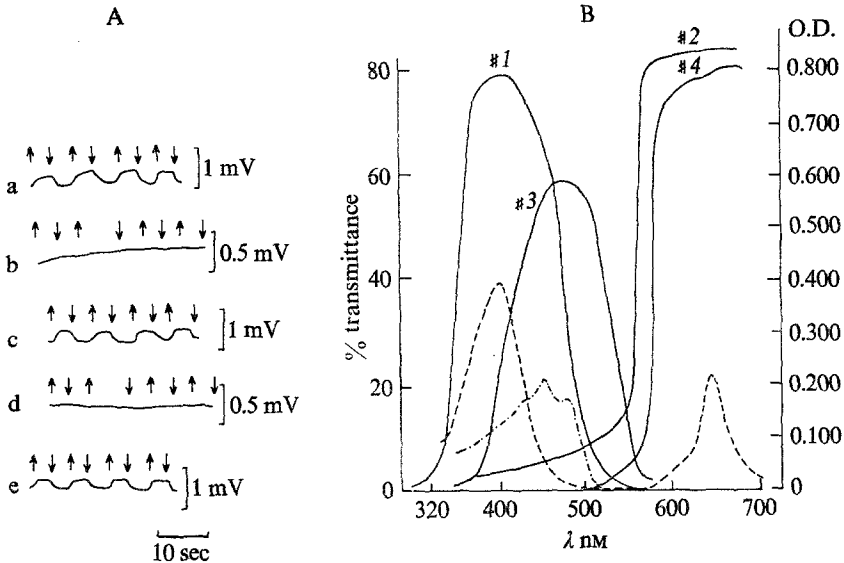 A
a
1 mV
b
0.5 mV
c
1 mV
d
0.5 mV
e
1 mV
10 sec
B
O.D.
#1
#2
#4
#3
% transmittance
80
60
40
20
0
0.800
0.700
0.600
0.500
0.400
0.300
0.200
0.100
0
320
400
500
600
700
λ nм